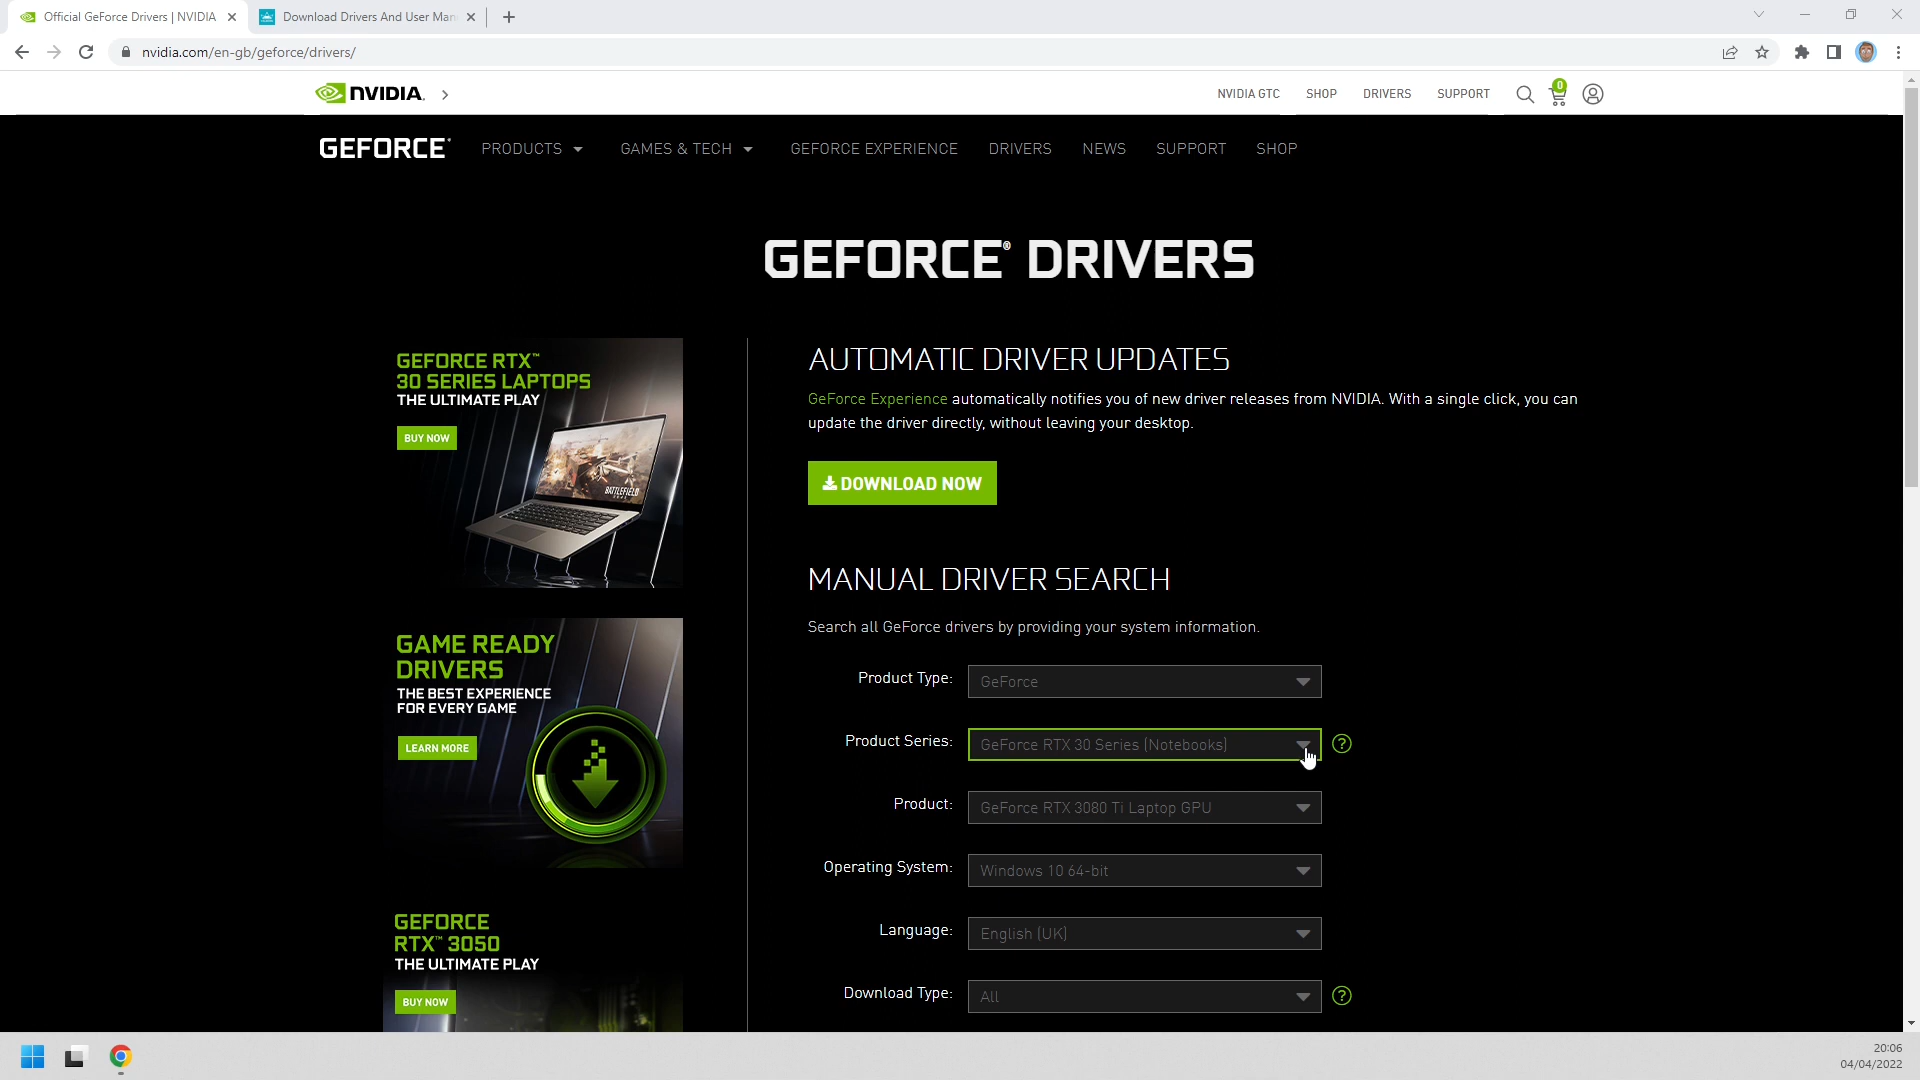 Official GeForce Drivers | NVIDIA
Download Drivers And User Man
nvidia.com/en-gb/geforce/drivers/
NVIDIA.
NVIDIA GTC SHOP DRIVERS SUPPORT 0
GEFORCE PRODUCTS GAMES & TECH GEFORCE EXPERIENCE DRIVERS NEWS SUPPORT SHOP
GEFORCE® DRIVERS
GEFORCE RTX™
30 SERIES LAPTOPS
THE ULTIMATE PLAY
BUY NOW
BATTLEFIELD
GAME READY
DRIVERS
THE BEST EXPERIENCE
FOR EVERY GAME
LEARN MORE
GEFORCE
RTX™ 3050
THE ULTIMATE PLAY
BUY NOW
AUTOMATIC DRIVER UPDATES
GeForce Experience automatically notifies you of new driver releases from NVIDIA. With a single click, you can
update the driver directly, without leaving your desktop.
DOWNLOAD NOW
MANUAL DRIVER SEARCH
Search all GeForce drivers by providing your system information.
Product Type: GeForce
Product Series: GeForce RTX 30 Series (Notebooks) ?
Product: GeForce RTX 3080 Ti Laptop GPU
Operating System: Windows 10 64-bit
Language: English (UK)
Download Type: All ?
20:06
04/04/2022